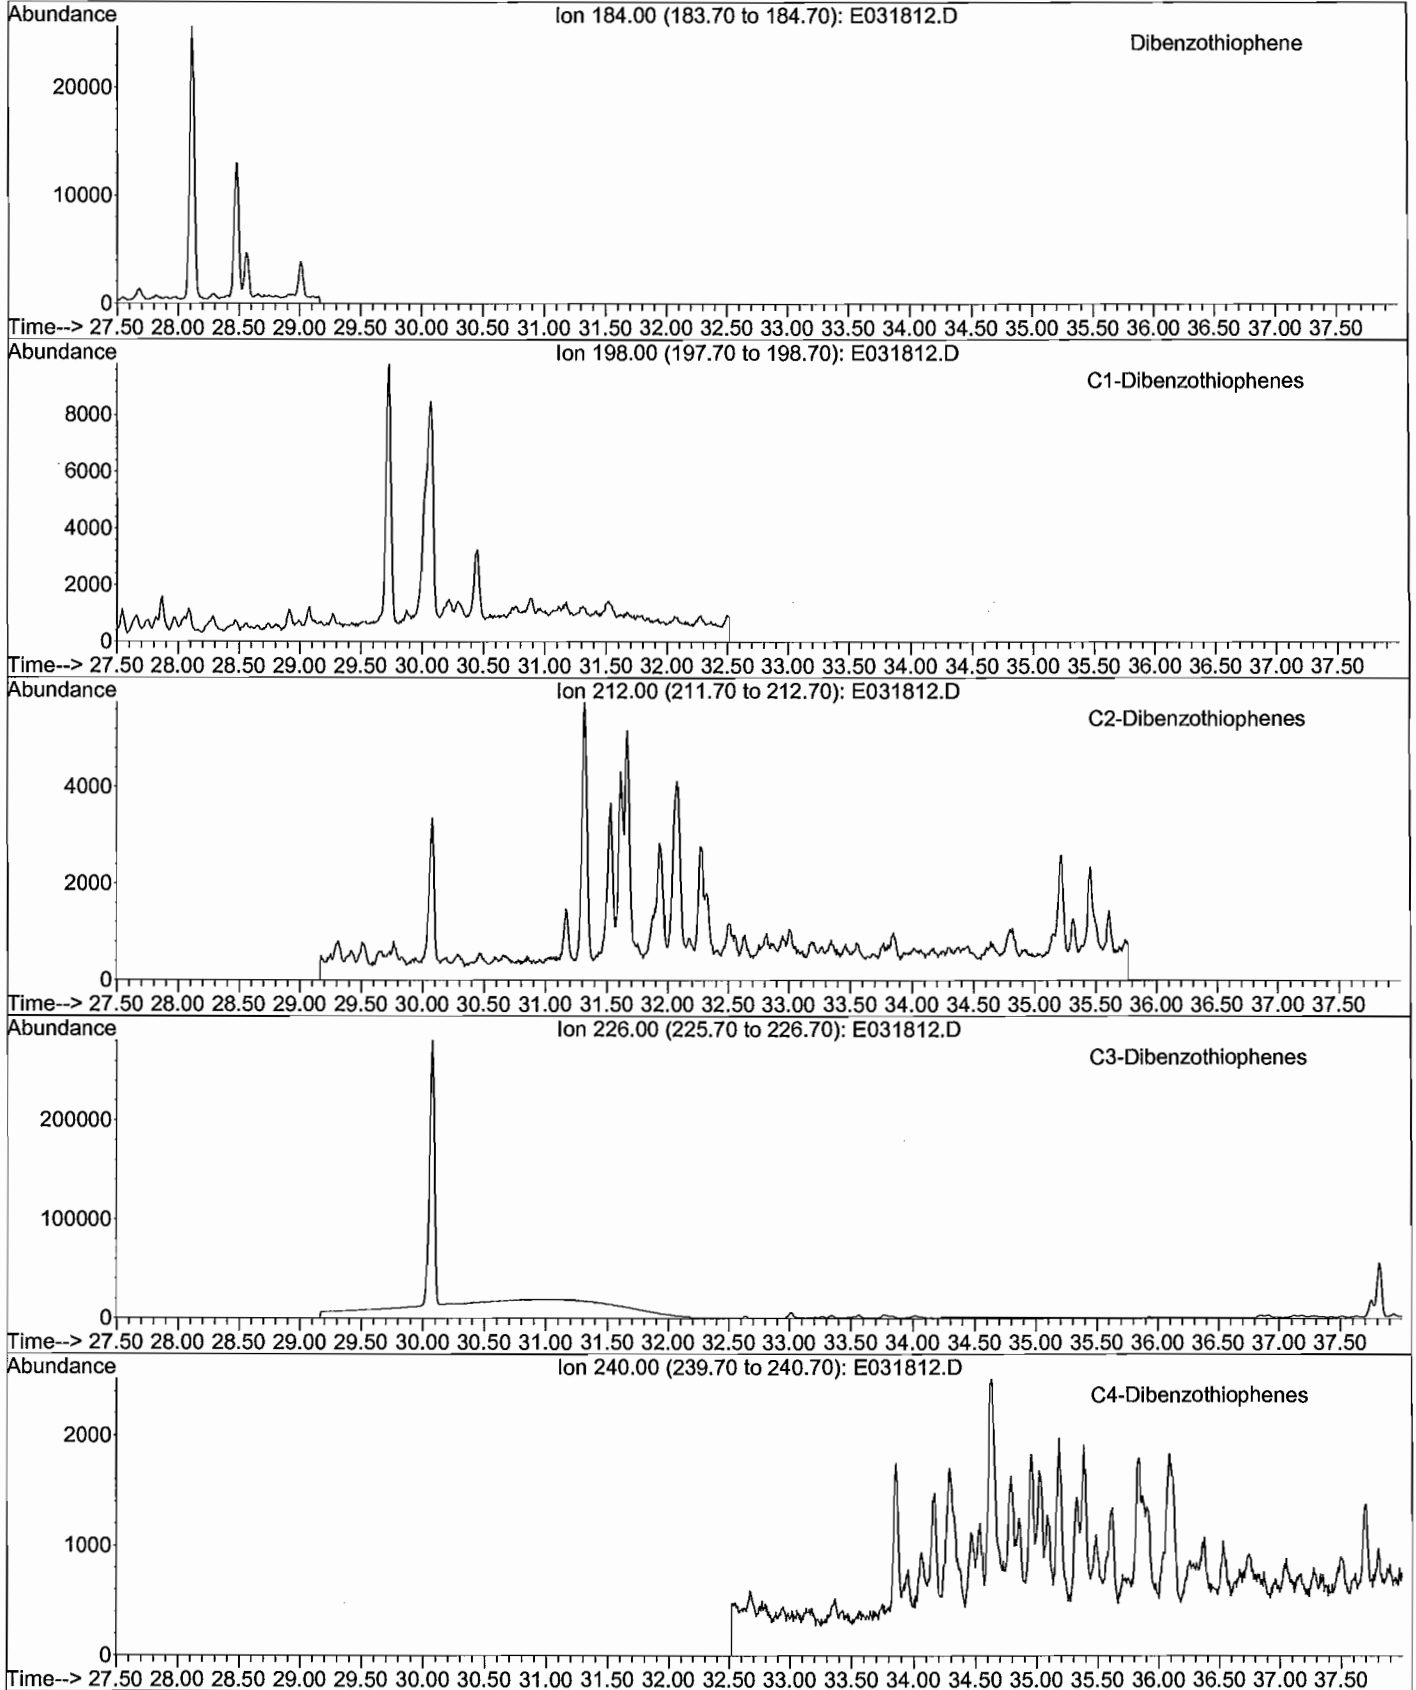 Abundance
Ion 184.00 (183.70 to 184.70): E031812.D
Dibenzothiophene
20000
10000
0
Time--> 27.50 28.00 28.50 29.00 29.50 30.00 30.50 31.00 31.50 32.00 32.50 33.00 33.50 34.00 34.50 35.00 35.50 36.00 36.50 37.00 37.50
Abundance
Ion 198.00 (197.70 to 198.70): E031812.D
C1-Dibenzothiophenes
8000
6000
4000
2000
0
Time--> 27.50 28.00 28.50 29.00 29.50 30.00 30.50 31.00 31.50 32.00 32.50 33.00 33.50 34.00 34.50 35.00 35.50 36.00 36.50 37.00 37.50
Abundance
Ion 212.00 (211.70 to 212.70): E031812.D
C2-Dibenzothiophenes
4000
2000
0
Time--> 27.50 28.00 28.50 29.00 29.50 30.00 30.50 31.00 31.50 32.00 32.50 33.00 33.50 34.00 34.50 35.00 35.50 36.00 36.50 37.00 37.50
Abundance
Ion 226.00 (225.70 to 226.70): E031812.D
C3-Dibenzothiophenes
200000
100000
0
Time--> 27.50 28.00 28.50 29.00 29.50 30.00 30.50 31.00 31.50 32.00 32.50 33.00 33.50 34.00 34.50 35.00 35.50 36.00 36.50 37.00 37.50
Abundance
Ion 240.00 (239.70 to 240.70): E031812.D
C4-Dibenzothiophenes
2000
1000
0
Time--> 27.50 28.00 28.50 29.00 29.50 30.00 30.50 31.00 31.50 32.00 32.50 33.00 33.50 34.00 34.50 35.00 35.50 36.00 36.50 37.00 37.50